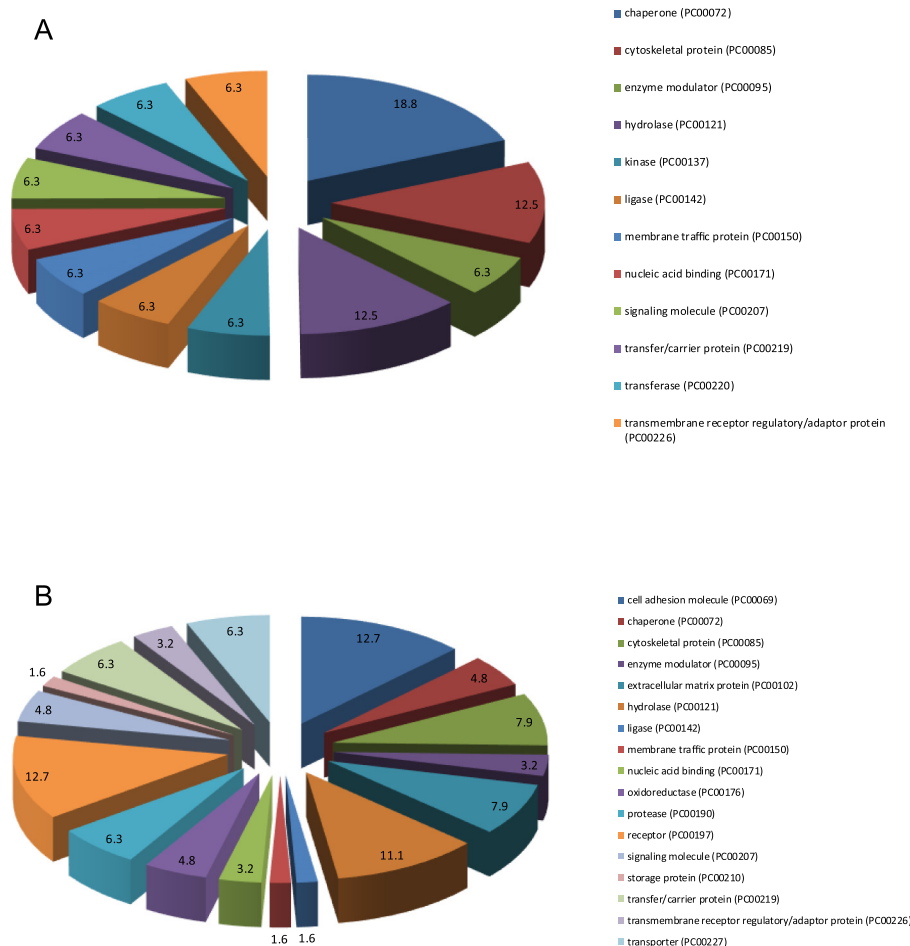 A
chaperone (PC00072)
cytoskeletal protein (PC00085)
enzyme modulator (PC00095)
hydrolase (PC00121)
kinase (PC00137)
ligase (PC00142)
membrane traffic protein (PC00150)
nucleic acid binding (PC00171)
signaling molecule (PC00207)
transfer/carrier protein (PC00219)
transferase (PC00220)
transmembrane receptor regulatory/adaptor protein
(PC00226)
18.8
12.5
6.3
12.5
6.3
6.3
6.3
6.3
6.3
6.3
6.3
6.3
B
cell adhesion molecule (PC00069)
chaperone (PC00072)
cytoskeletal protein (PC00085)
enzyme modulator (PC00095)
extracellular matrix protein (PC00102)
hydrolase (PC00121)
ligase (PC00142)
membrane traffic protein (PC00150)
nucleic acid binding (PC00171)
oxidoreductase (PC00176)
protease (PC00190)
receptor (PC00197)
signaling molecule (PC00207)
storage protein (PC00210)
transfer/carrier protein (PC00219)
transmembrane receptor regulatory/adaptor protein (PC00226)
transporter (PC00227)
12.7
4.8
7.9
3.2
7.9
11.1
1.6
1.6
3.2
4.8
6.3
12.7
4.8
1.6
6.3
3.2
6.3